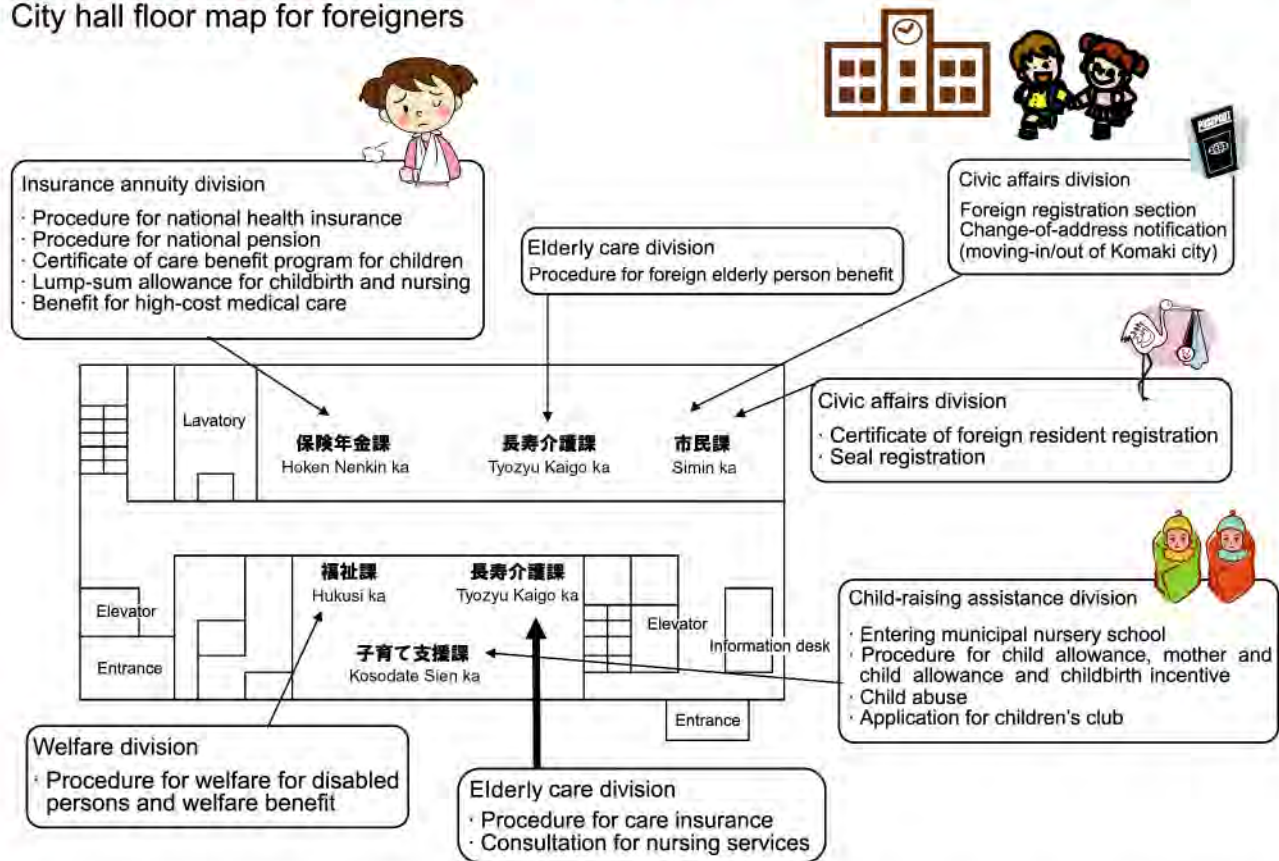 City hall floor map for foreigners
PASSPORT
Insurance annuity division
· Procedure for national health insurance
· Procedure for national pension
· Certificate of care benefit program for children
· Lump-sum allowance for childbirth and nursing
· Benefit for high-cost medical care
Elderly care division
Procedure for foreign elderly person benefit
Civic affairs division
Foreign registration section
Change-of-address notification
(moving-in/out of Komaki city)
Civic affairs division
· Certificate of foreign resident registration
· Seal registration
Lavatory
保険年金課
Hoken Nenkin ka
長寿介護課
Tyozyu Kaigo ka
市民課
Simin ka
福祉課
Hukusi ka
長寿介護課
Tyozyu Kaigo ka
子育て支援課
Kosodate Sien ka
Elevator
Entrance
Elevator
Information desk
Entrance
Child-raising assistance division
· Entering municipal nursery school
· Procedure for child allowance, mother and
child allowance and childbirth incentive
· Child abuse
· Application for children's club
Welfare division
· Procedure for welfare for disabled
persons and welfare benefit
Elderly care division
· Procedure for care insurance
· Consultation for nursing services